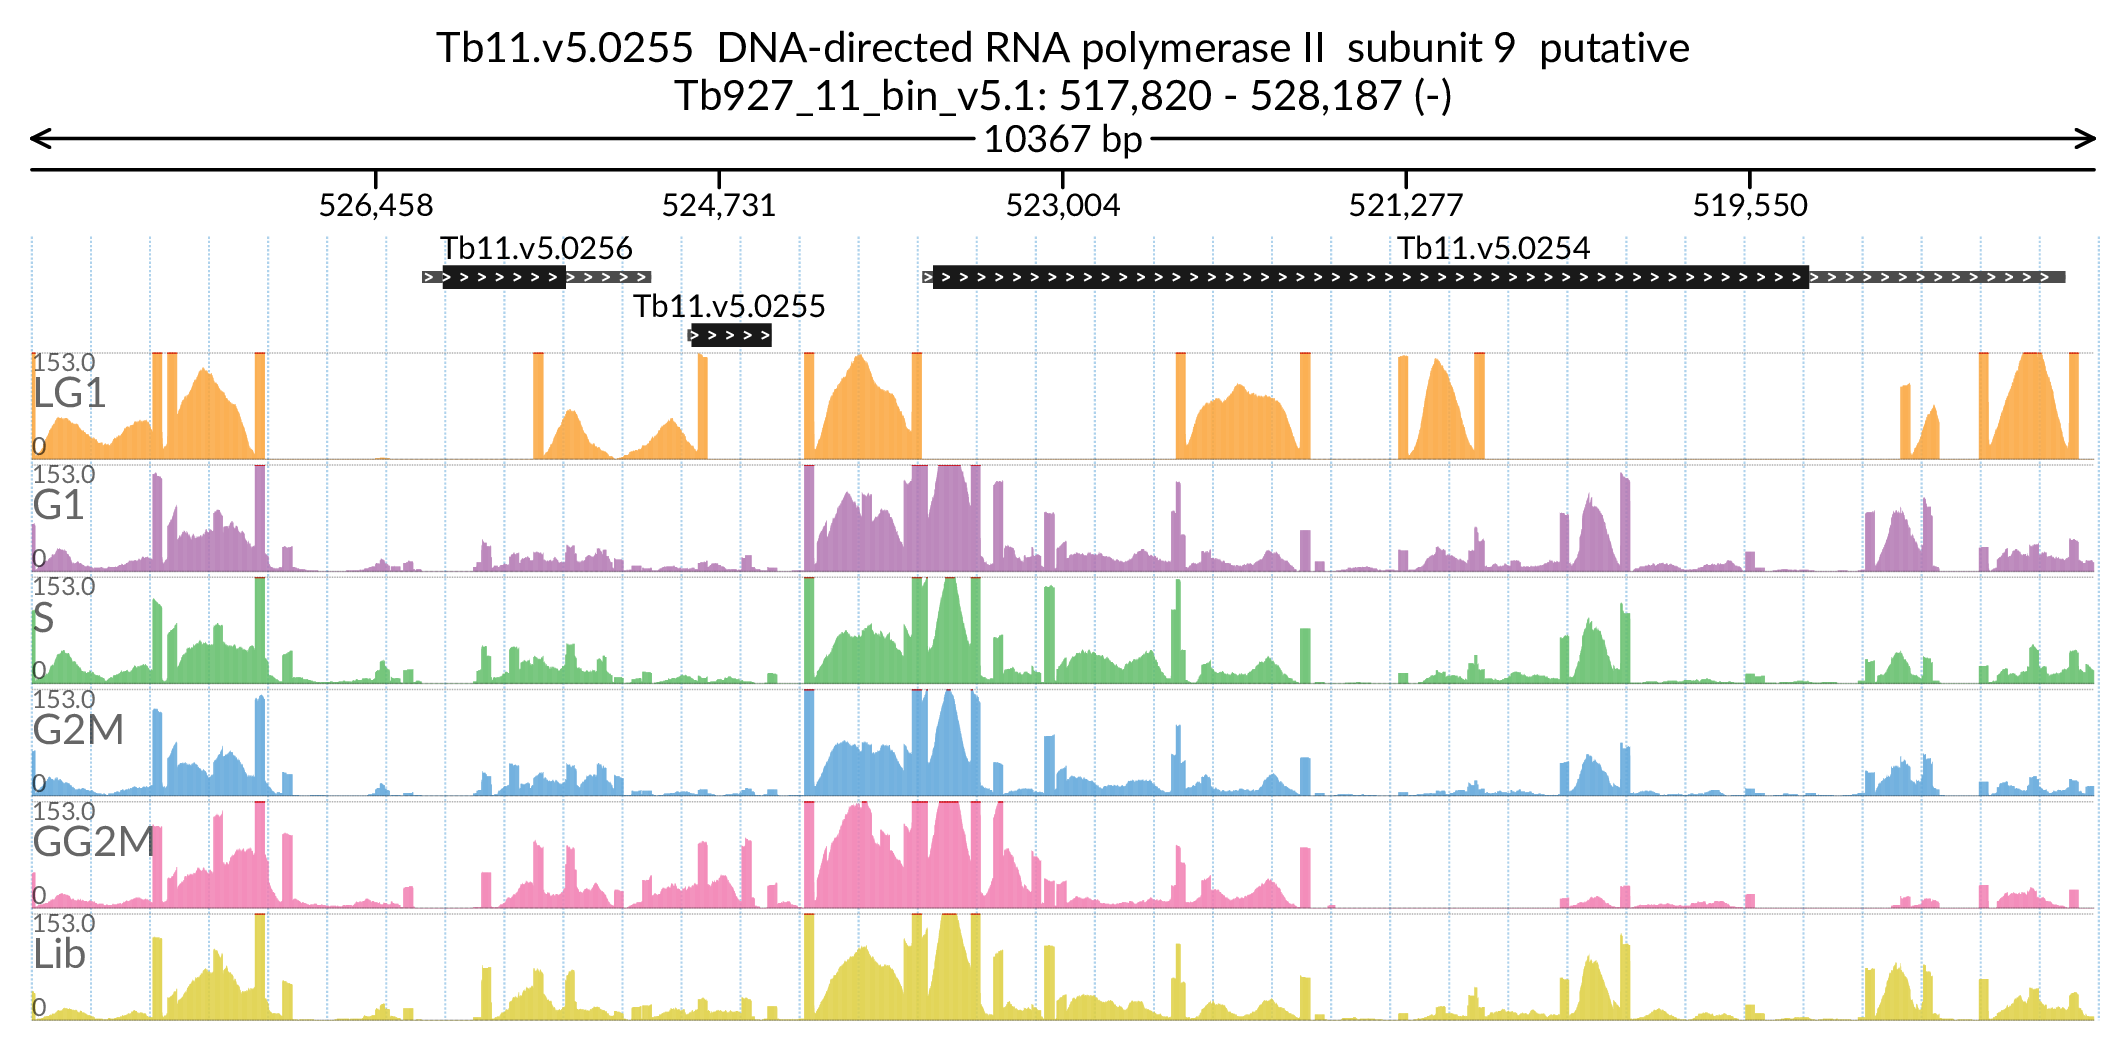 Tb11.v5.0255 DNA-directed RNA polymerase II subunit 9 putative
Tb927_11_bin_v5.1: 517,820 - 528,187 (-)
10367 bp
526,458 524,731 523,004 521,277 519,550
Tb11.v5.0256 Tb11.v5.0254
Tb11.v5.0255
153.0
LG1
0
153.0
G1
0
153.0
S
0
153.0
G2M
0
153.0
GG2M
0
153.0
Lib
0